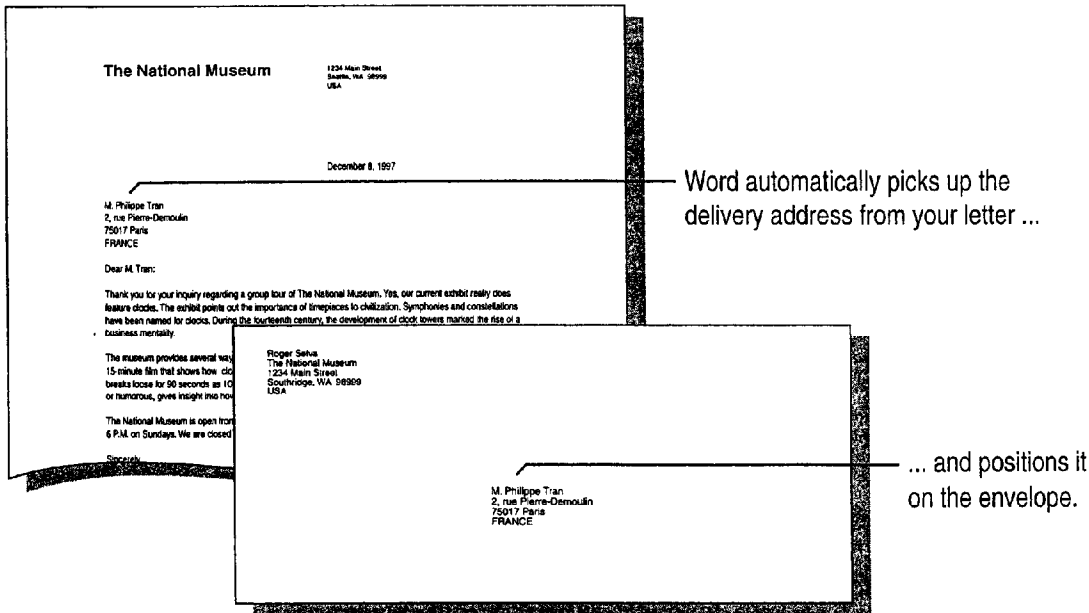 The National Museum
1234 Main Street
Seattle, WA 98999
USA
December 8, 1997
M. Philippe Tran
2, rue Pierre-Demoulin
75017 Paris
FRANCE
Dear M. Tran:
Thank you for your inquiry regarding a group tour of The National Museum. Yes, our current exhibit really does
feature clocks. The exhibit points out the importance of timepieces to civilization. Symphonies and constellations
have been named for clocks. During the fourteenth century, the development of clock towers marked the rise of a
business mentality.
The museum provides several way
15-minute film that shows how clo
breaks loose for 90 seconds as 10
or humorous, gives insight into how
The National Museum is open from
6 P.M. on Sundays. We are closed
Sincerely,
Word automatically picks up the
delivery address from your letter ...
Roger Selva
The National Museum
1234 Main Street
Southridge, WA 98999
USA
M. Philippe Tran
2, rue Pierre-Demoulin
75017 Paris
FRANCE
... and positions it
on the envelope.